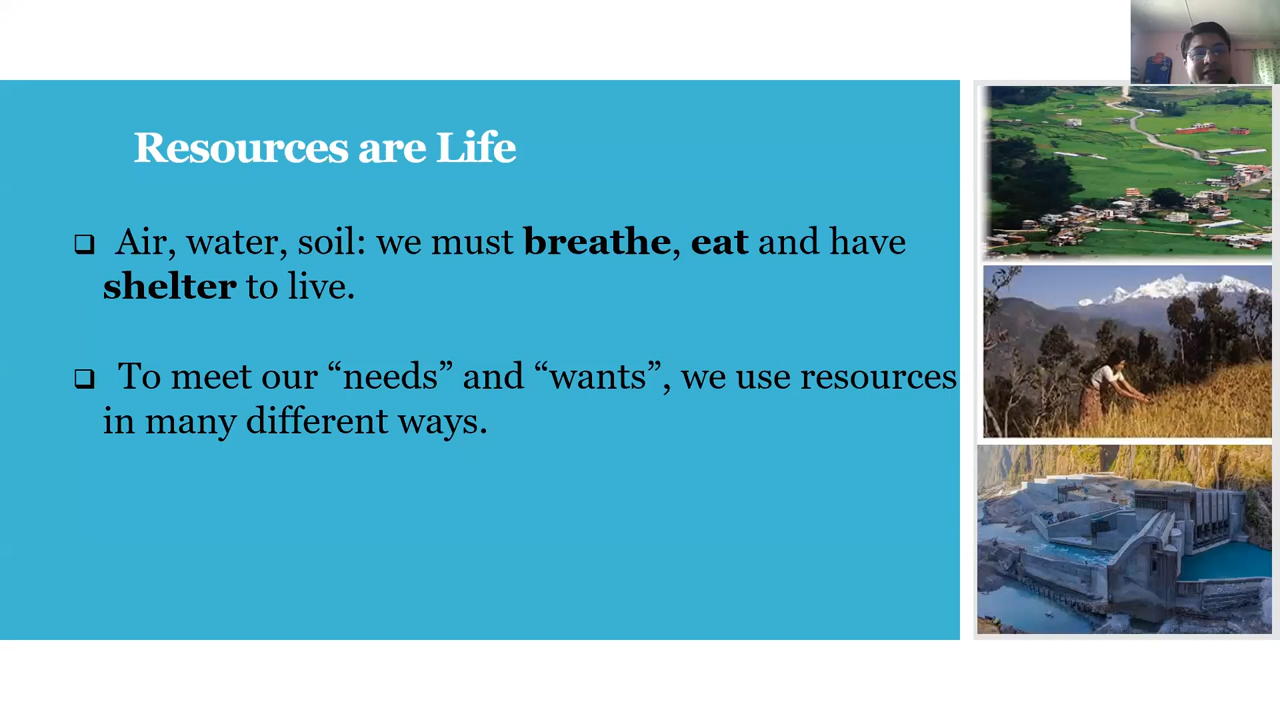 Resources are Life
❑ Air, water, soil: we must breathe, eat and have
shelter to live.
❑ To meet our “needs” and “wants”, we use resources
in many different ways.